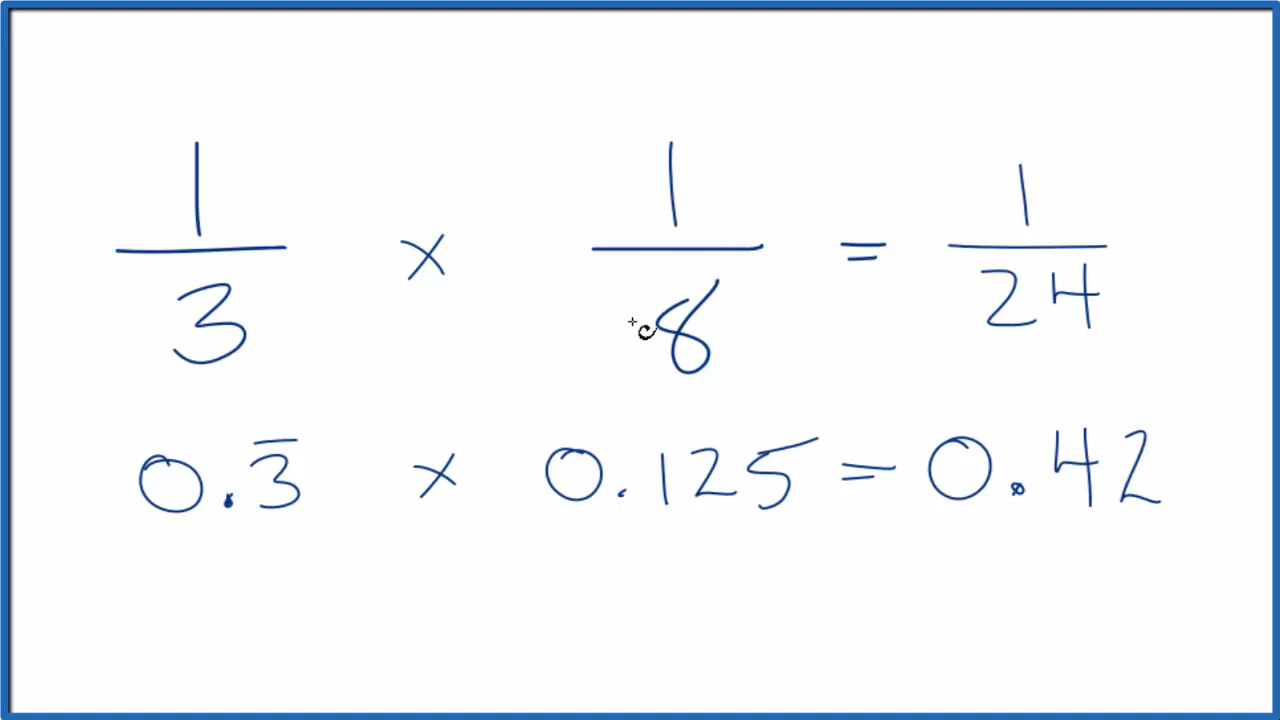 1/3 x 1/8 = 1/24
0.3̅ x 0.125 = 0.42